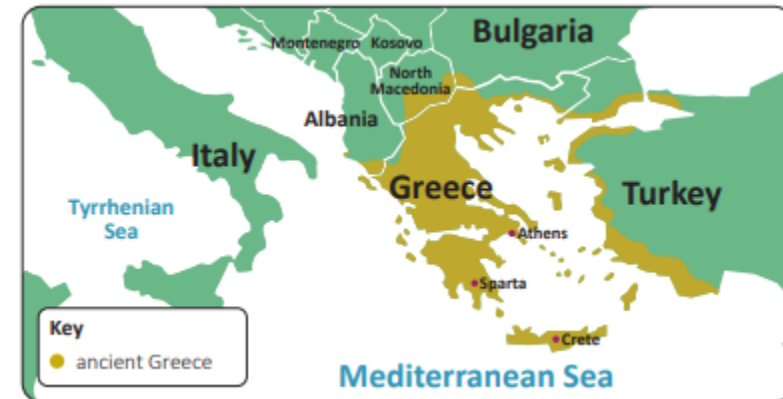 Bulgaria
Montenegro
Kosovo
North
Macedonia
Albania
Italy
Greece
Turkey
Tyrrhenian
Sea
Athens
Sparta
Crete
Key
ancient Greece
Mediterranean Sea